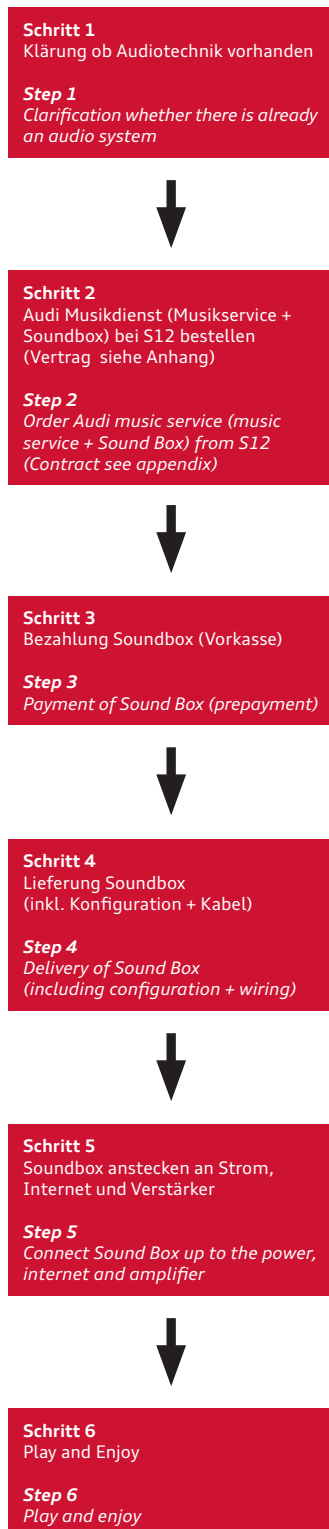 Schritt 1
Klärung ob Audiotechnik vorhanden
Step 1
Clarification whether there is already
an audio system
Schritt 2
Audi Musikdienst (Musikservice +
Soundbox) bei S12 bestellen
(Vertrag siehe Anhang)
Step 2
Order Audi music service (music
service + Sound Box) from S12
(Contract see appendix)
Schritt 3
Bezahlung Soundbox (Vorkasse)
Step 3
Payment of Sound Box (prepayment)
Schritt 4
Lieferung Soundbox
(inkl. Konfiguration + Kabel)
Step 4
Delivery of Sound Box
(including configuration + wiring)
Schritt 5
Soundbox anstecken an Strom,
Internet und Verstärker
Step 5
Connect Sound Box up to the power,
internet and amplifier
Schritt 6
Play and Enjoy
Step 6
Play and enjoy